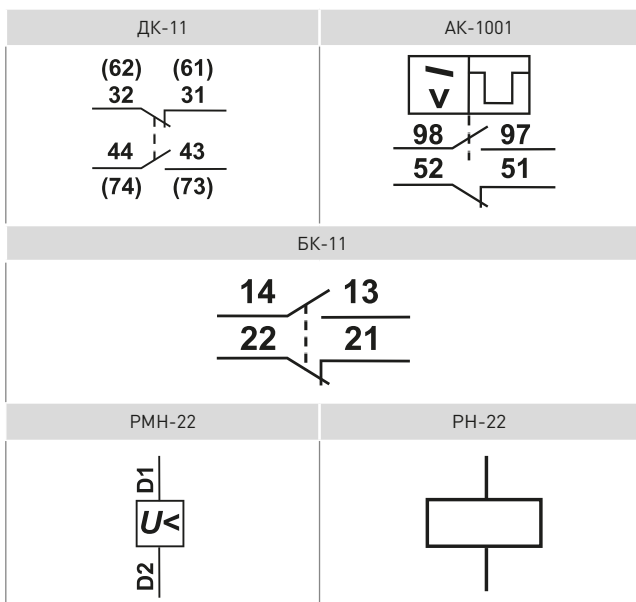 ДК-11
АК-1001
(62) (61)
32 31
44 43
(74) (73)
I >
98 97
52 51
БК-11
14 13
22 21
РМН-22
РН-22
D1
U<
D2